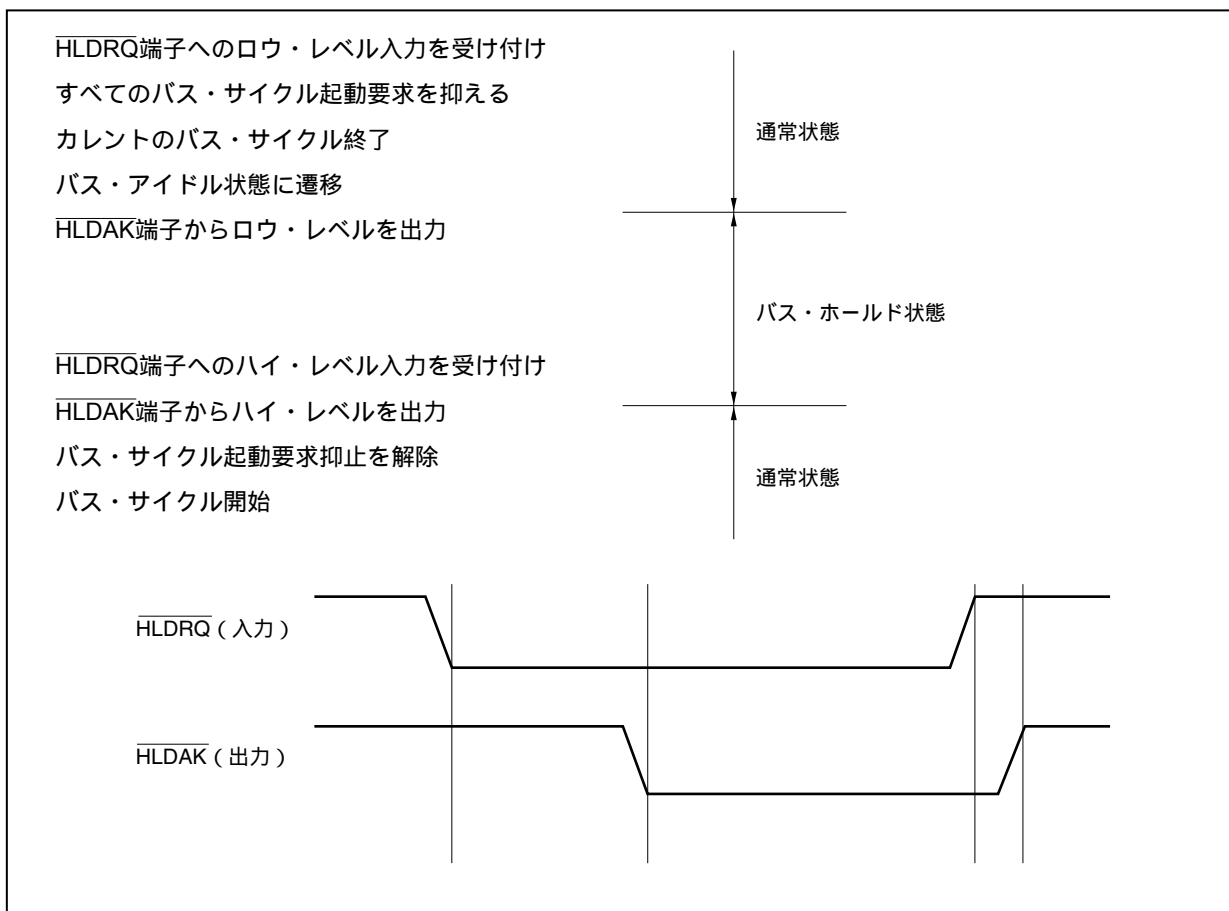 HLDRQ端子へのロウ・レベル入力を受け付け
すべてのバス・サイクル起動要求を抑える
カレントのバス・サイクル終了
バス・アイドル状態に遷移
HLDAK端子からロウ・レベルを出力
HLDRQ端子へのハイ・レベル入力を受け付け
HLDAK端子からハイ・レベルを出力
バス・サイクル起動要求抑止を解除
バス・サイクル開始
通常状態
バス・ホールド状態
通常状態
HLDRQ（入力）
HLDAK（出力）